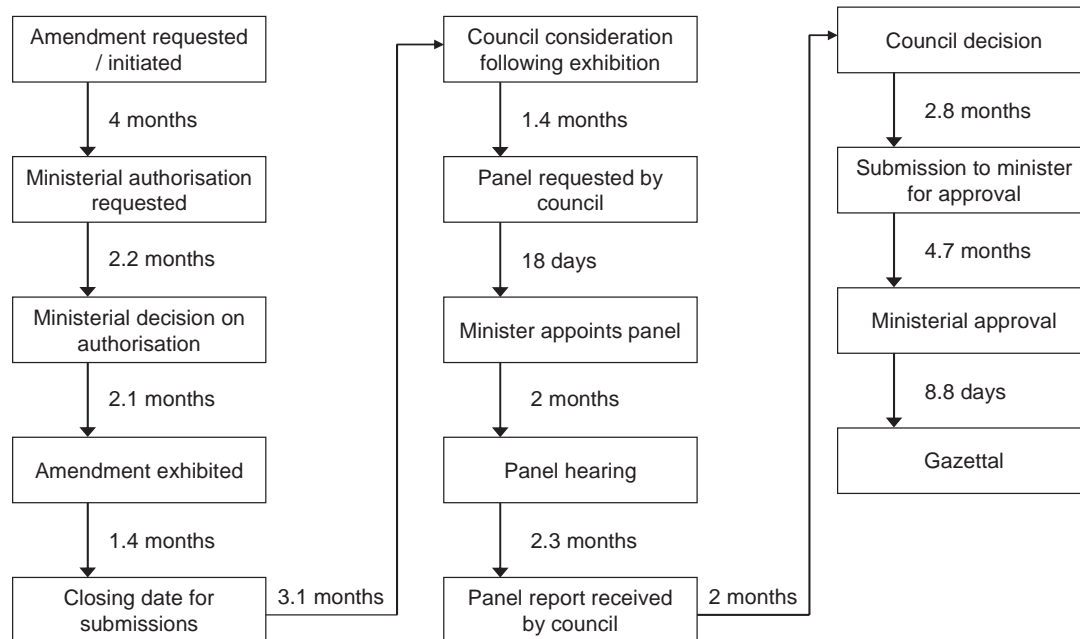 Amendment requested
/ initiated
4 months
Ministerial authorisation
requested
2.2 months
Ministerial decision on
authorisation
2.1 months
Amendment exhibited
1.4 months
Closing date for
submissions
3.1 months
Council consideration
following exhibition
1.4 months
Panel requested by
council
18 days
Minister appoints panel
2 months
Panel hearing
2.3 months
Panel report received
by council
2 months
Council decision
2.8 months
Submission to minister
for approval
4.7 months
Ministerial approval
8.8 days
Gazettal